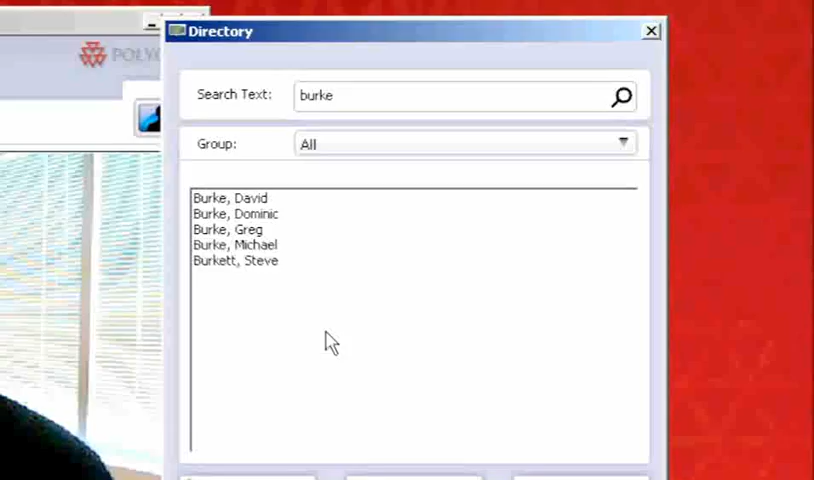 Directory
Search Text: burke
Group: All
Burke, David
Burke, Dominic
Burke, Greg
Burke, Michael
Burkett, Steve